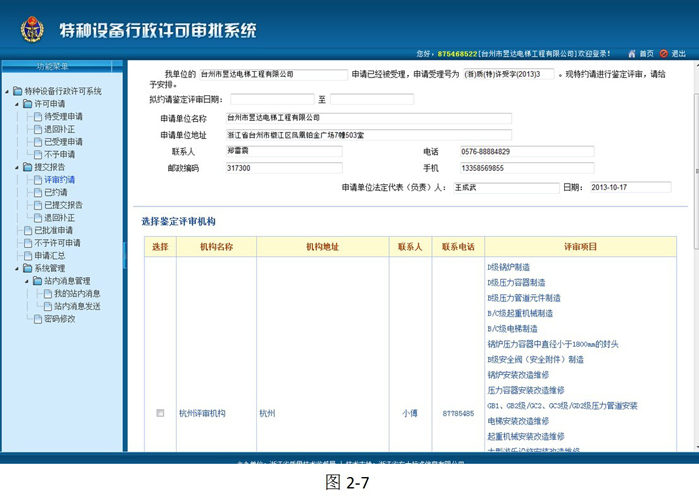 特种设备行政许可审批系统
您好，875468522[台州市昱达电梯工程有限公司]欢迎登录！ 首页 退出
功能菜单
特种设备行政许可系统
许可申请
待受理申请
退回补正
已受理申请
不予申请
提交报告
评审约请
已约请
已提交报告
退回补正
已批准申请
不予许可申请
申请汇总
系统管理
站内消息管理
我的站内消息
站内消息发送
密码修改
我单位的 台州市昱达电梯工程有限公司 申请已经被受理，申请受理号为 (浙)质(特)许受字(2013)3 。现特约请进行鉴定评审，请给
予安排。
拟约请鉴定评审日期： 至
申请单位名称 台州市昱达电梯工程有限公司
申请单位地址 浙江省台州市椒江区凤凰铂金广场7幢503室
联系人 郑雷震 电话 0576-88884829
邮政编码 317300 手机 13358569855
申请单位法定代表（负责）人： 王成武 日期： 2013-10-17
选择鉴定评审机构
选择 机构名称 机构地址 联系人 联系电话 评审项目
D级锅炉制造
D级压力容器制造
B级压力管道元件制造
B/C级起重机械制造
B/C级电梯制造
锅炉压力容器中直径小于1800mm的封头
B级安全阀（安全附件）制造
锅炉安装改造维修
压力容器安装改造维修
GB1、GB2级/GC2、GC3级/GD2级压力管道安装
杭州评审机构 杭州 小傅 87785485
电梯安装改造维修
起重机械安装改造维修
大型游乐设施安装改造维修
图 2-7